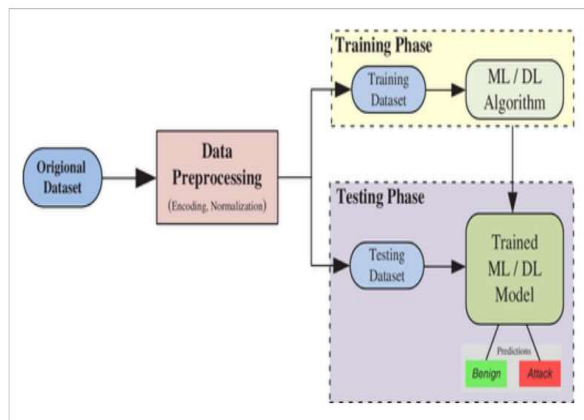 Training Phase
Training
Dataset
ML / DL
Algorithm
Origional
Dataset
Data
Preprocessing
(Encoding, Normalization)
Testing Phase
Testing
Dataset
Trained
ML / DL
Model
Predictions
Benign
Attack